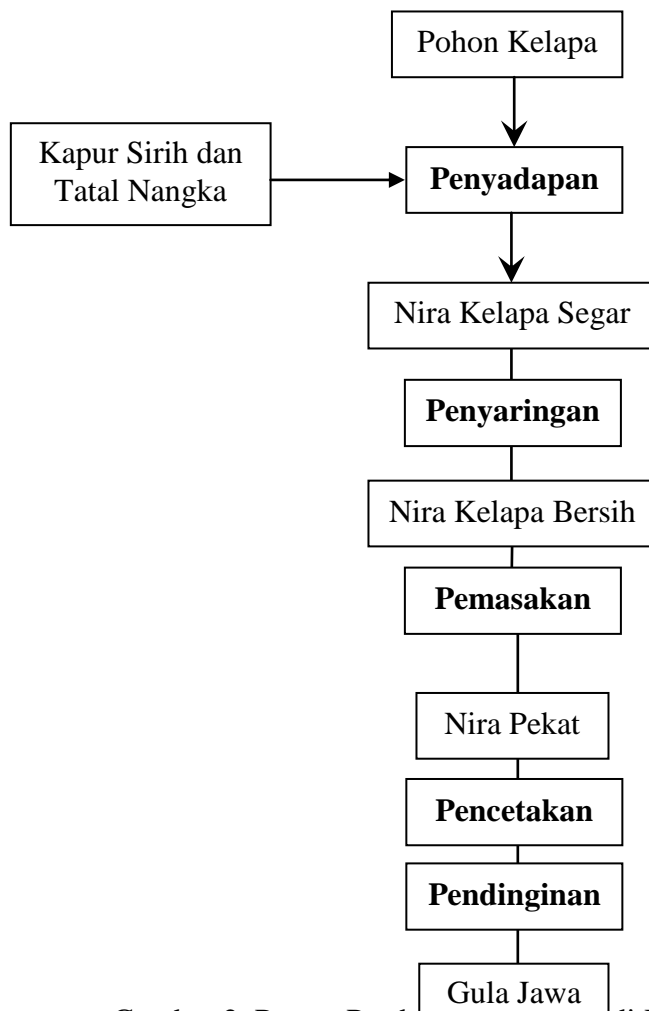 Pohon Kelapa
Kapur Sirih dan
Tatal Nangka
Penyadapan
Nira Kelapa Segar
Penyaringan
Nira Kelapa Bersih
Pemasakan
Nira Pekat
Pencetakan
Pendinginan
Gula Jawa